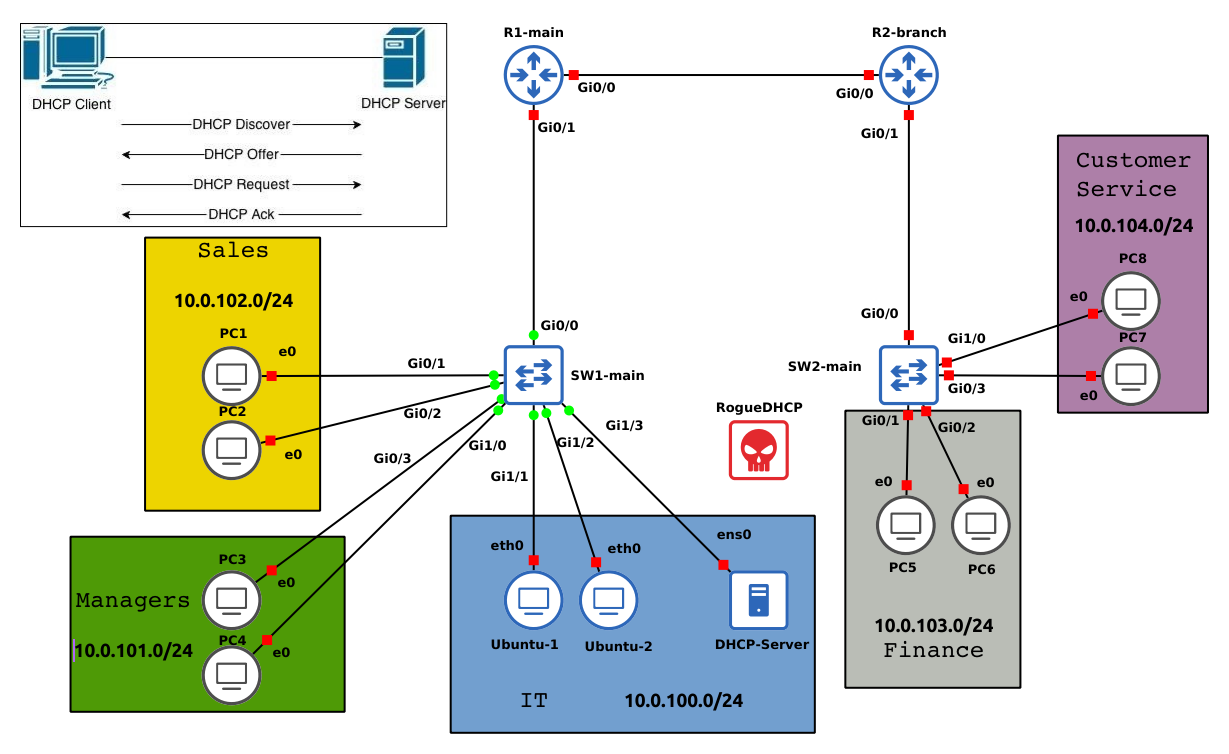 DHCP Client
DHCP Server
DHCP Discover
DHCP Offer
DHCP Request
DHCP Ack
R1-main
Gi0/0
Gi0/1
R2-branch
Gi0/0
Gi0/1
Sales
10.0.102.0/24
PC1
e0
PC2
e0
Gi0/1
Gi0/2
Gi0/3
Gi1/0
Gi0/0
SW1-main
Gi1/1
Gi1/2
Gi1/3
Managers
10.0.101.0/24
PC3
e0
PC4
e0
RogueDHCP
eth0
eth0
ens0
Ubuntu-1
Ubuntu-2
DHCP-Server
IT
10.0.100.0/24
Gi0/0
SW2-main
Gi1/0
Gi0/3
Gi0/1
Gi0/2
Customer
Service
10.0.104.0/24
PC8
e0
PC7
e0
e0
e0
PC5
PC6
10.0.103.0/24
Finance